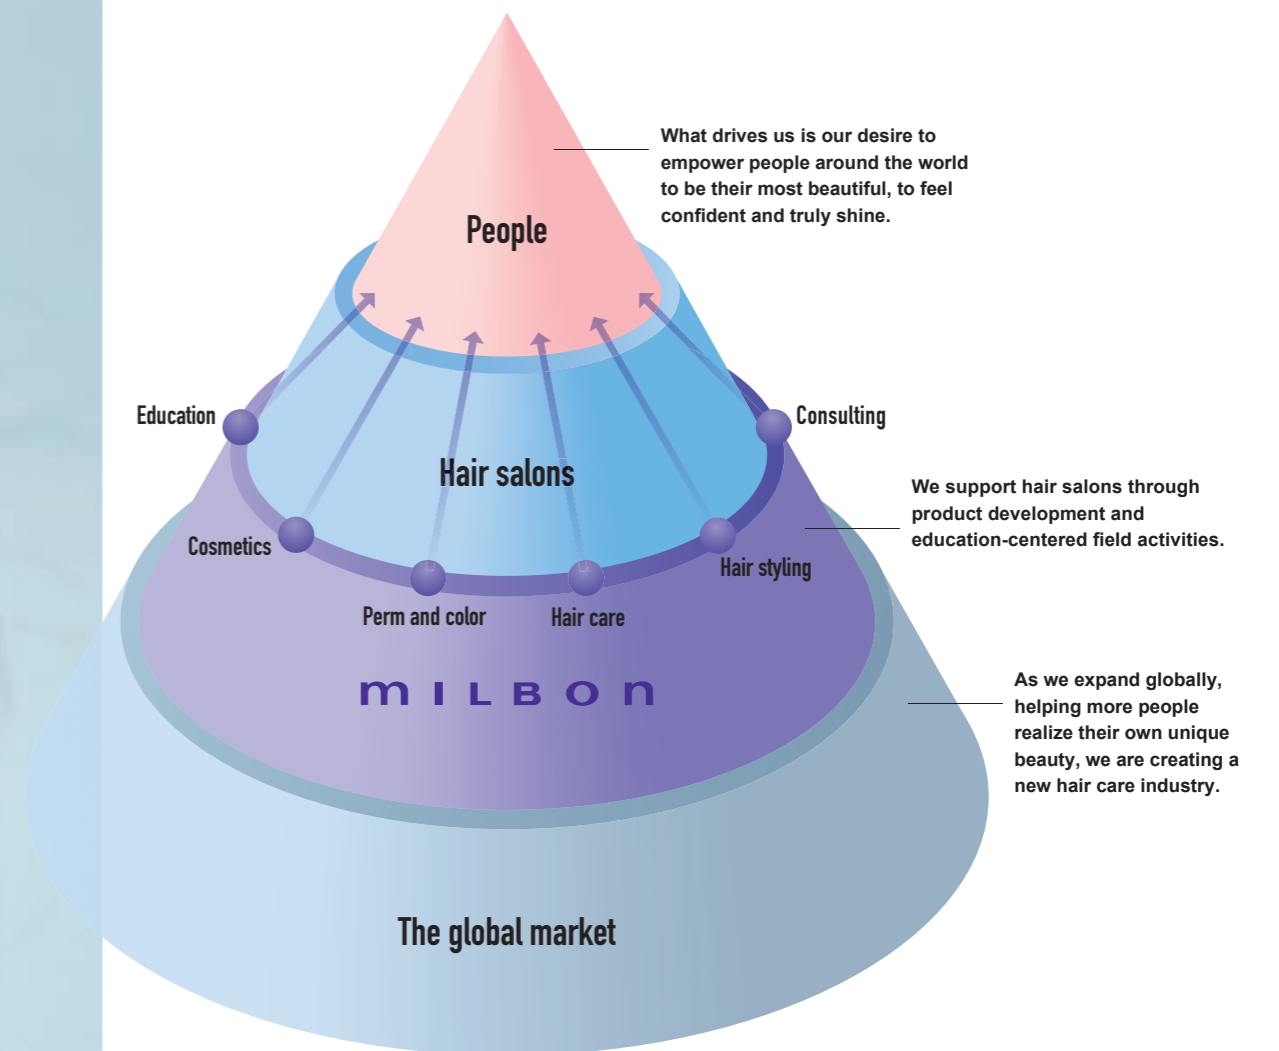 What drives us is our desire to
empower people around the world
to be their most beautiful, to feel
confident and truly shine.
People
Education
Consulting
Hair salons
We support hair salons through
product development and
education-centered field activities.
Cosmetics
Hair styling
Perm and color
Hair care
mILBOn
As we expand globally,
helping more people
realize their own unique
beauty, we are creating a
new hair care industry.
The global market